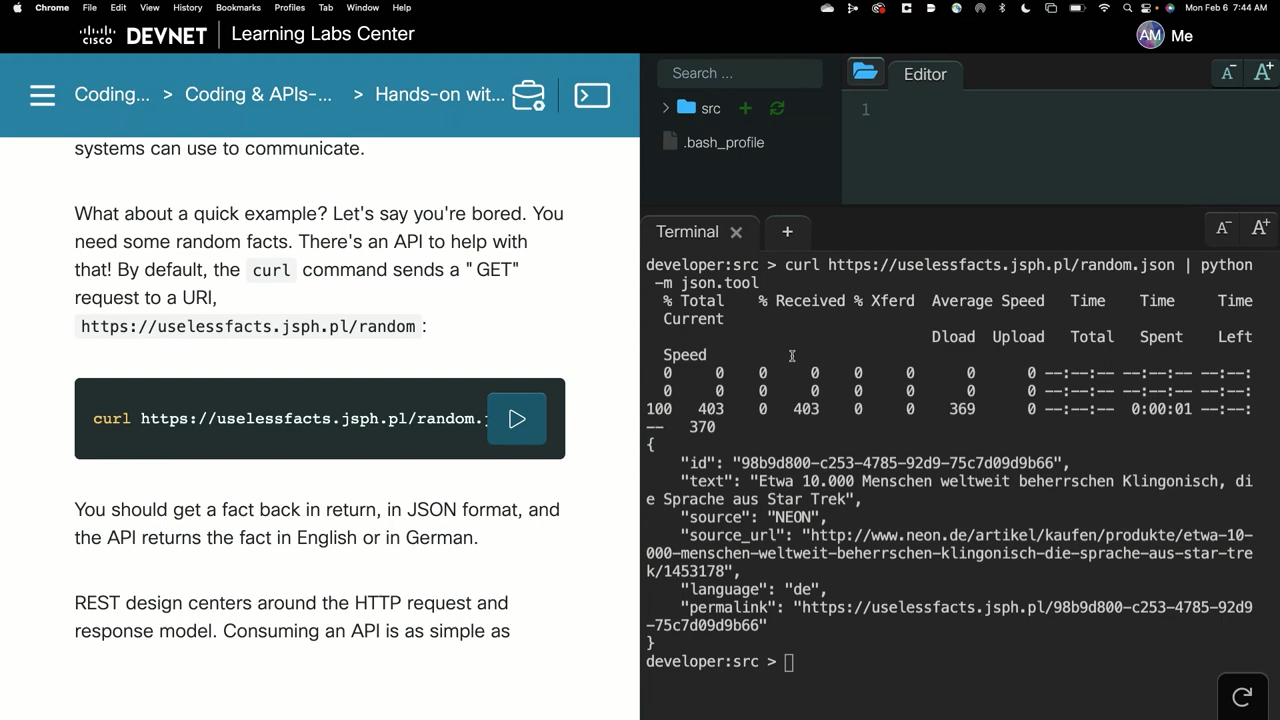 Chrome File Edit View History Bookmarks Profiles Tab Window Help Mon Feb 6 7:44 AM
CISCO DEVNET Learning Labs Center AM Me
Coding... > Coding & APIs-... > Hands-on wit...
systems can use to communicate.
What about a quick example? Let's say you're bored. You
need some random facts. There's an API to help with
that! By default, the curl command sends a "GET"
request to a URI,
https://uselessfacts.jsph.pl/random:
curl https://uselessfacts.jsph.pl/random.j
You should get a fact back in return, in JSON format, and
the API returns the fact in English or in German.
REST design centers around the HTTP request and
response model. Consuming an API is as simple as
Search ...
> src +
.bash_profile
Editor A- A+
1
Terminal × + A- A+
developer:src > curl https://uselessfacts.jsph.pl/random.json | python
-m json.tool
% Total % Received % Xferd Average Speed Time Time Time
Current
Dload Upload Total Spent Left
Speed
0 0 0 0 0 0 0 0 --:--:-- --:--:-- --:--:
0 0 0 0 0 0 0 0 --:--:-- --:--:-- --:--:
100 403 0 403 0 0 369 0 --:--:-- 0:00:01 --:--:
-- 370
{
"id": "98b9d800-c253-4785-92d9-75c7d09d9b66",
"text": "Etwa 10.000 Menschen weltweit beherrschen Klingonisch, di
e Sprache aus Star Trek",
"source": "NEON",
"source_url": "http://www.neon.de/artikel/kaufen/produkte/etwa-10-
000-menschen-weltweit-beherrschen-klingonisch-die-sprache-aus-star-tre
k/1453178",
"language": "de",
"permalink": "https://uselessfacts.jsph.pl/98b9d800-c253-4785-92d9
-75c7d09d9b66"
}
developer:src >